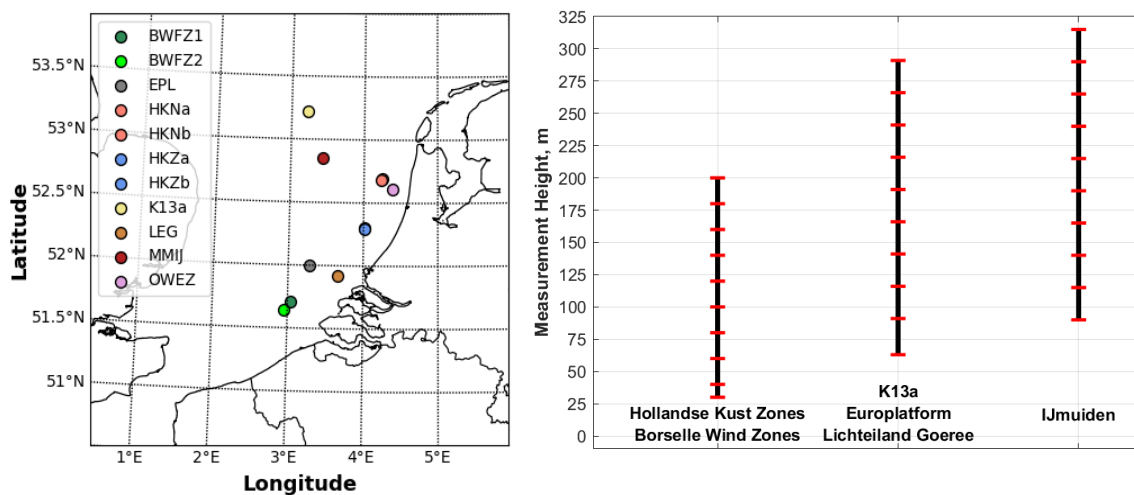 BWFZ1
BWFZ2
EPL
HKNa
HKNb
HKZa
HKZb
K13a
LEG
MMIJ
OWEZ
53.5°N
53°N
52.5°N
52°N
51.5°N
51°N
1°E
2°E
3°E
4°E
5°E
Latitude
Longitude
Measurement Height, m
325
300
275
250
225
200
175
150
125
100
75
50
25
0
Hollandse Kust Zones
Borselle Wind Zones
K13a
Europlatform
Lichteiland Goeree
IJmuiden